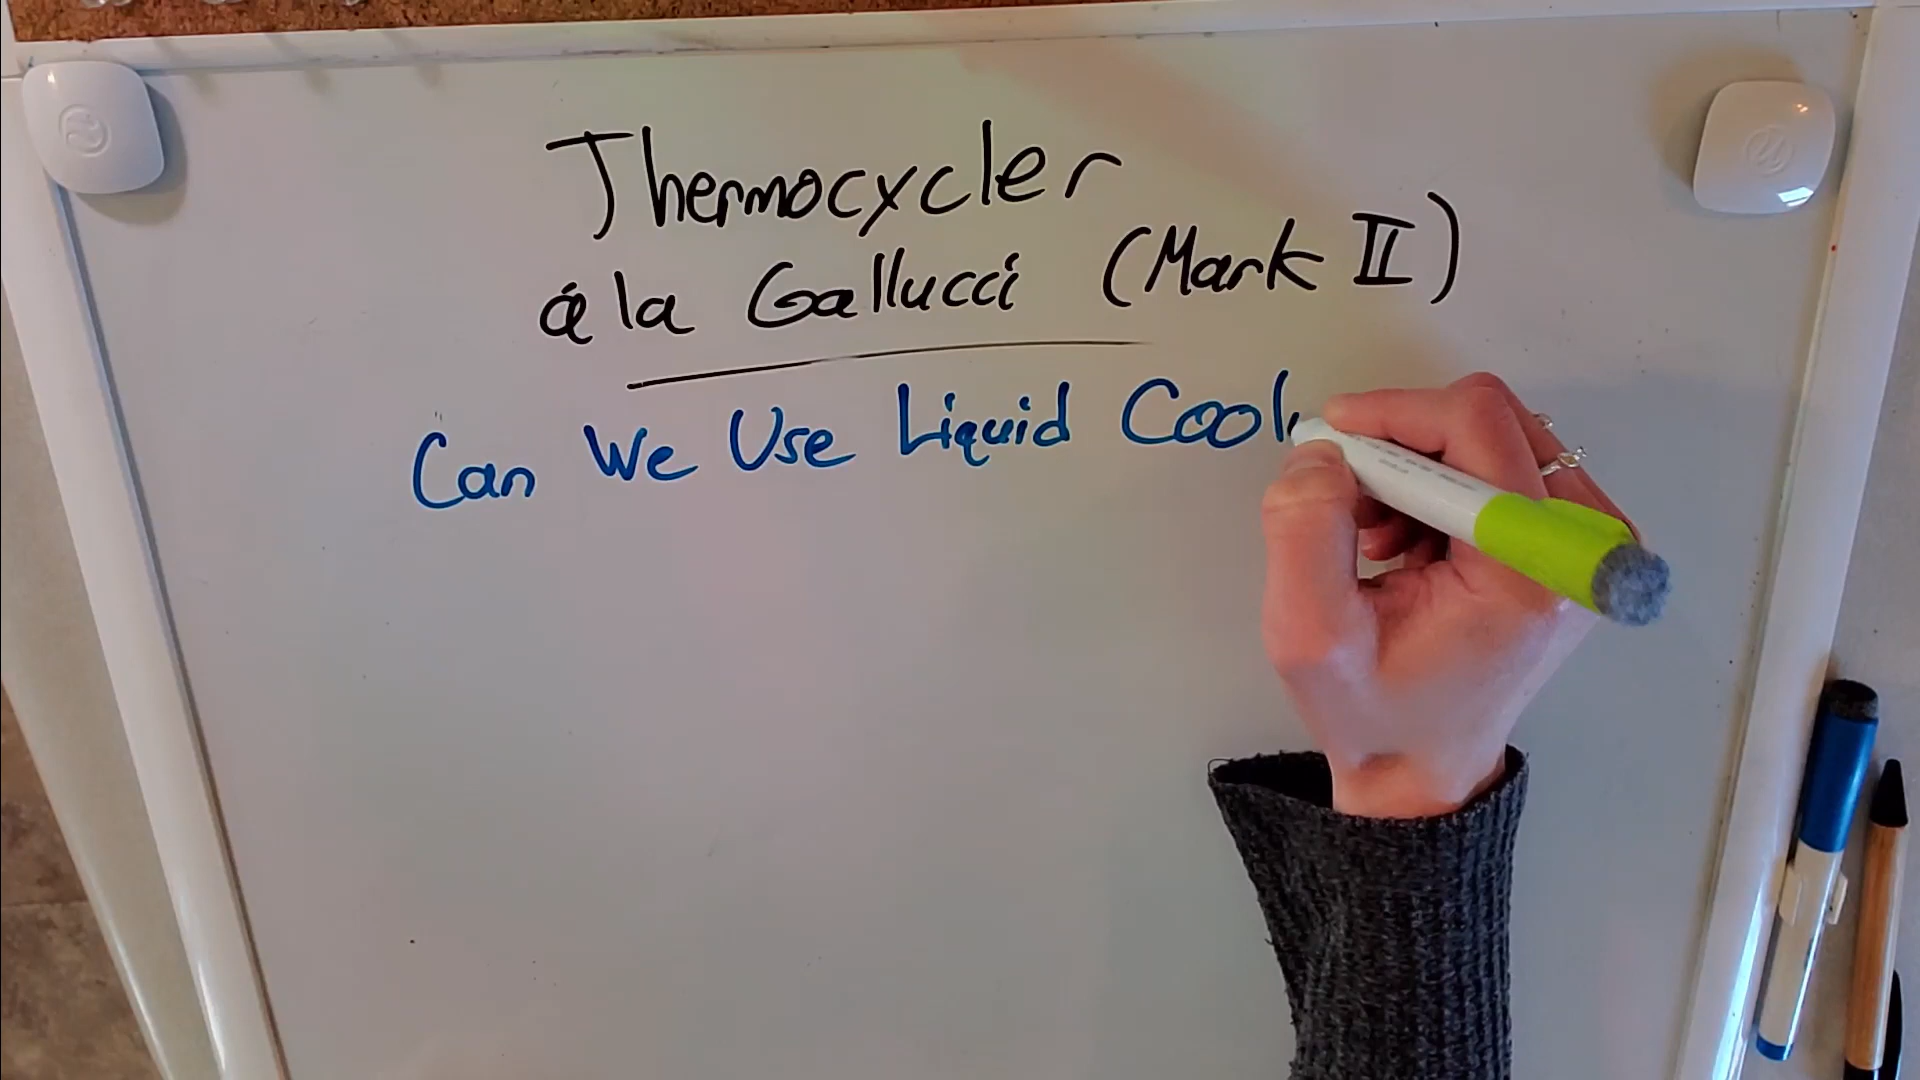 Thermocycler
á la Gallucci (Mark II)
Can We Use Liquid Cool